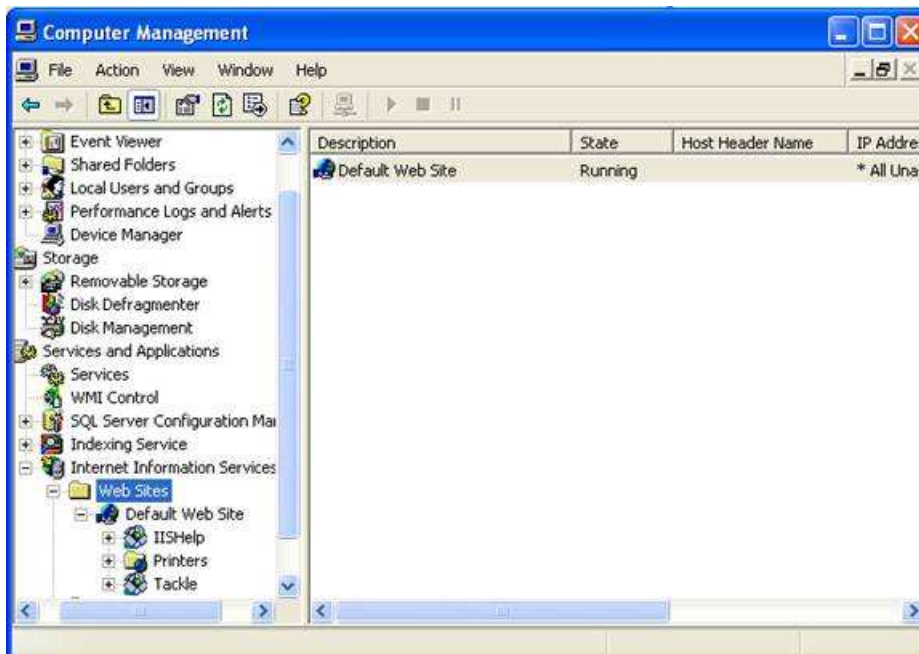 Computer Management
File Action View Window Help
Description State Host Header Name IP Addre
Default Web Site Running * All Una
Event Viewer
Shared Folders
Local Users and Groups
Performance Logs and Alerts
Device Manager
Storage
Removable Storage
Disk Defragmenter
Disk Management
Services and Applications
Services
WMI Control
SQL Server Configuration Mar
Indexing Service
Internet Information Services
Web Sites
Default Web Site
IISHelp
Printers
Tackle